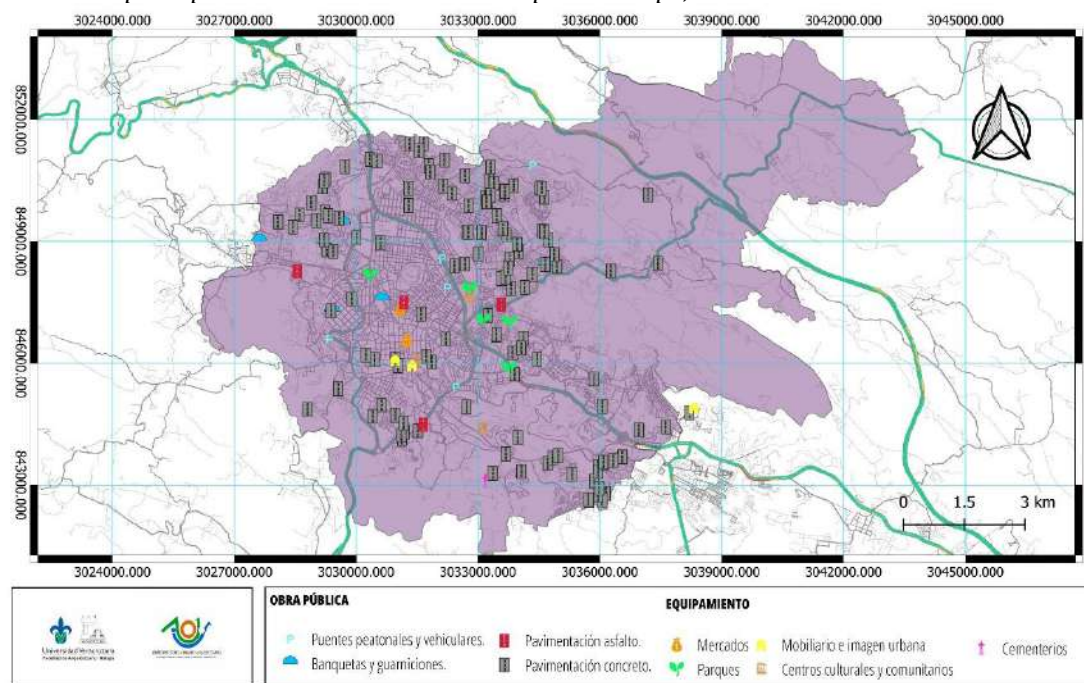 3024000.000 3027000.000 3030000.000 3033000.000 3036000.000 3039000.000 3042000.000 3045000.000
852000.000
849000.000
846000.000
843000.000
0 1.5 3 km
3024000.000 3027000.000 3030000.000 3033000.000 3036000.000 3039000.000 3042000.000 3045000.000
OBRA PÚBLICA
Puentes peatonales y vehiculares.
Banquetas y guarniciones.
Pavimentación asfalto.
Pavimentación concreto.
EQUIPAMIENTO
Mercados
Parques
Mobiliario e imagen urbana
Centros culturales y comunitarios
Cementerios
Universidad Veracruzana